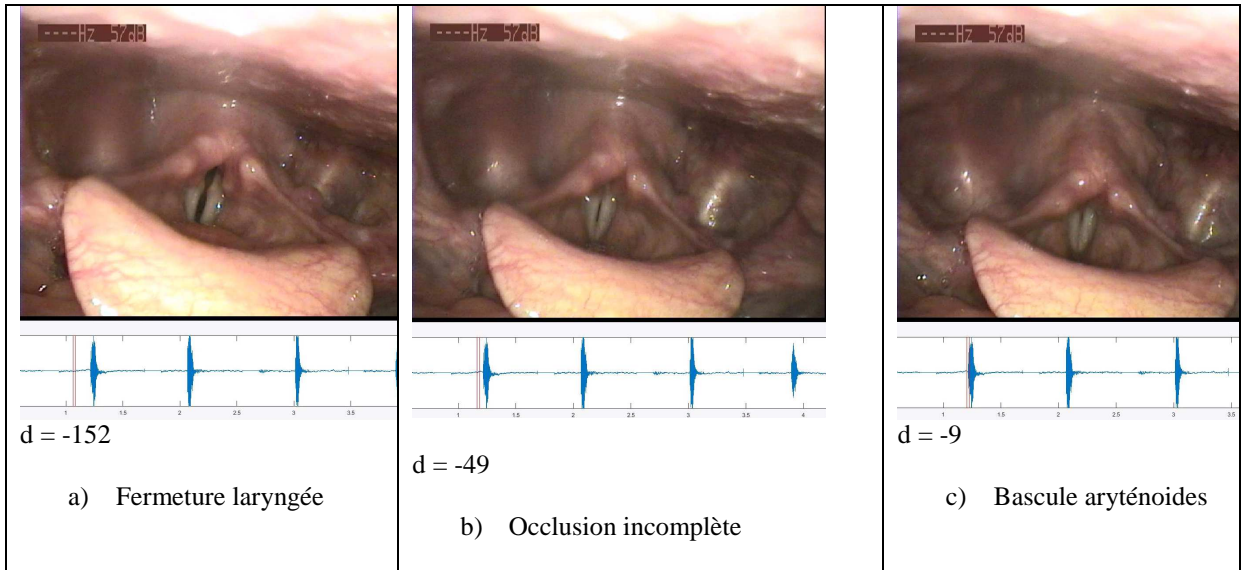 ----Hz 57dB
----Hz 57dB
----Hz 57dB
1 1.5 2 2.5 3 3.5
1 1.5 2 2.5 3 3.5 4
1 1.5 2 2.5 3 3.5
d = -152
d = -49
d = -9
a) Fermeture laryngée
b) Occlusion incomplète
c) Bascule aryténoides